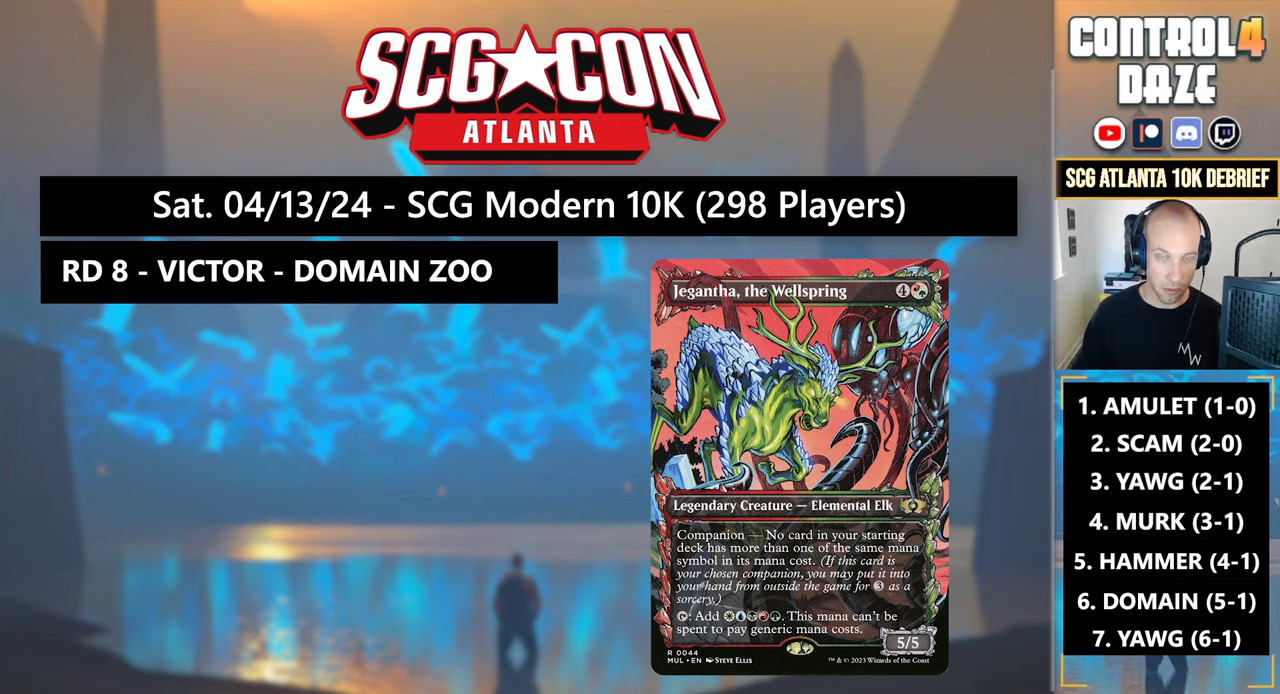 SCG★CON
ATLANTA
Sat. 04/13/24 - SCG Modern 10K (298 Players)
RD 8 - VICTOR - DOMAIN ZOO
Jegantha, the Wellspring
4
Legendary Creature — Elemental Elk
Companion — No card in your starting
deck has more than one of the same mana
symbol in its mana cost. (If this card is
your chosen companion, you may put it into
your hand from outside the game for 3 as a
sorcery.)
: Add . This mana can't be
spent to pay generic mana costs.
5/5
R 0044
MUL • EN Steve Ellis
™ & © 2023 Wizards of the Coast
CONTROL4
DAZE
SCG ATLANTA 10K DEBRIEF
MW
1. AMULET (1-0)
2. SCAM (2-0)
3. YAWG (2-1)
4. MURK (3-1)
5. HAMMER (4-1)
6. DOMAIN (5-1)
7. YAWG (6-1)